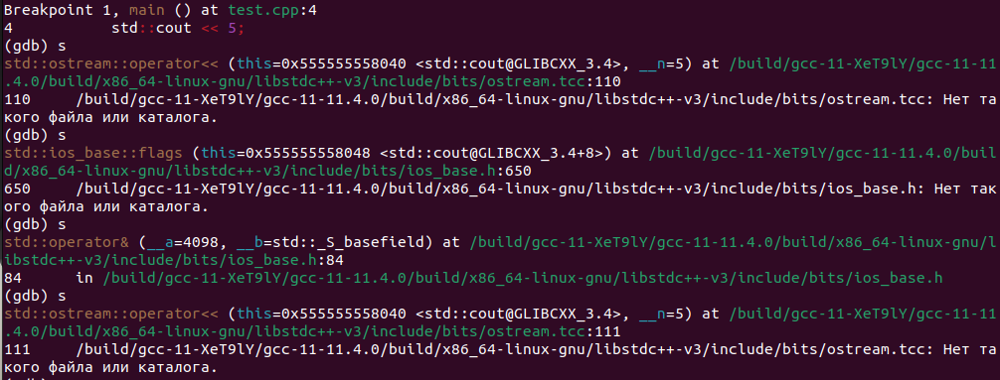 Breakpoint 1, main () at test.cpp:4
4           std::cout << 5;
(gdb) s
std::ostream::operator<< (this=0x555555558040 <std::cout@GLIBCXX_3.4>, __n=5) at /build/gcc-11-XeT9lY/gcc-11-11
.4.0/build/x86_64-linux-gnu/libstdc++-v3/include/bits/ostream.tcc:110
110     /build/gcc-11-XeT9lY/gcc-11-11.4.0/build/x86_64-linux-gnu/libstdc++-v3/include/bits/ostream.tcc: Нет та
кого файла или каталога.
(gdb) s
std::ios_base::flags (this=0x555555558048 <std::cout@GLIBCXX_3.4+8>) at /build/gcc-11-XeT9lY/gcc-11-11.4.0/buil
d/x86_64-linux-gnu/libstdc++-v3/include/bits/ios_base.h:650
650     /build/gcc-11-XeT9lY/gcc-11-11.4.0/build/x86_64-linux-gnu/libstdc++-v3/include/bits/ios_base.h: Нет так
ого файла или каталога.
(gdb) s
std::operator& (__a=4098, __b=std::_S_basefield) at /build/gcc-11-XeT9lY/gcc-11-11.4.0/build/x86_64-linux-gnu/l
ibstdc++-v3/include/bits/ios_base.h:84
84      in /build/gcc-11-XeT9lY/gcc-11-11.4.0/build/x86_64-linux-gnu/libstdc++-v3/include/bits/ios_base.h
(gdb) s
std::ostream::operator<< (this=0x555555558040 <std::cout@GLIBCXX_3.4>, __n=5) at /build/gcc-11-XeT9lY/gcc-11-11
.4.0/build/x86_64-linux-gnu/libstdc++-v3/include/bits/ostream.tcc:111
111     /build/gcc-11-XeT9lY/gcc-11-11.4.0/build/x86_64-linux-gnu/libstdc++-v3/include/bits/ostream.tcc: Нет та
кого файла или каталога.